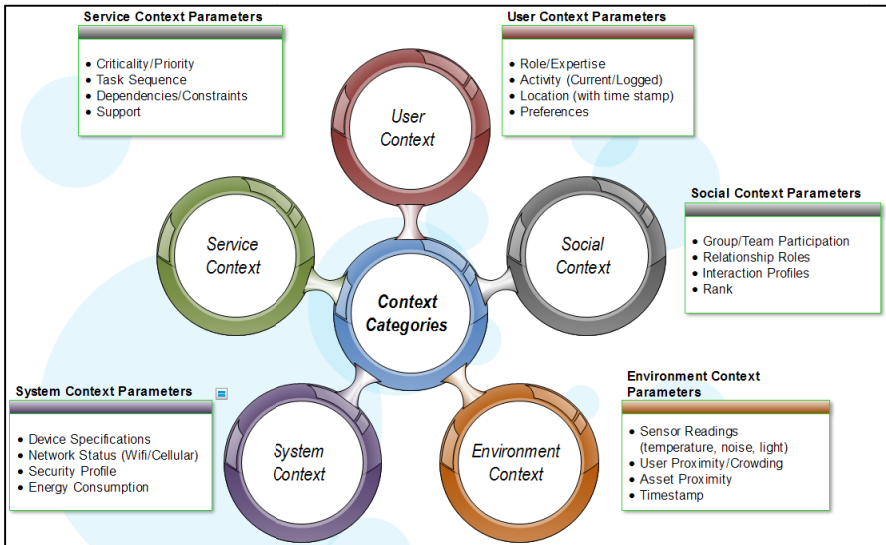 Service Context Parameters
• Criticality/Priority
• Task Sequence
• Dependencies/Constraints
• Support
User Context Parameters
• Role/Expertise
• Activity (Current/Logged)
• Location (with time stamp)
• Preferences
User
Context
Service
Context
Social
Context
Social Context Parameters
• Group/Team Participation
• Relationship Roles
• Interaction Profiles
• Rank
Context
Categories
System Context Parameters
• Device Specifications
• Network Status (Wifi/Cellular)
• Security Profile
• Energy Consumption
System
Context
Environment
Context
Environment Context
Parameters
• Sensor Readings
(temperature, noise, light)
• User Proximity/Crowding
• Asset Proximity
• Timestamp